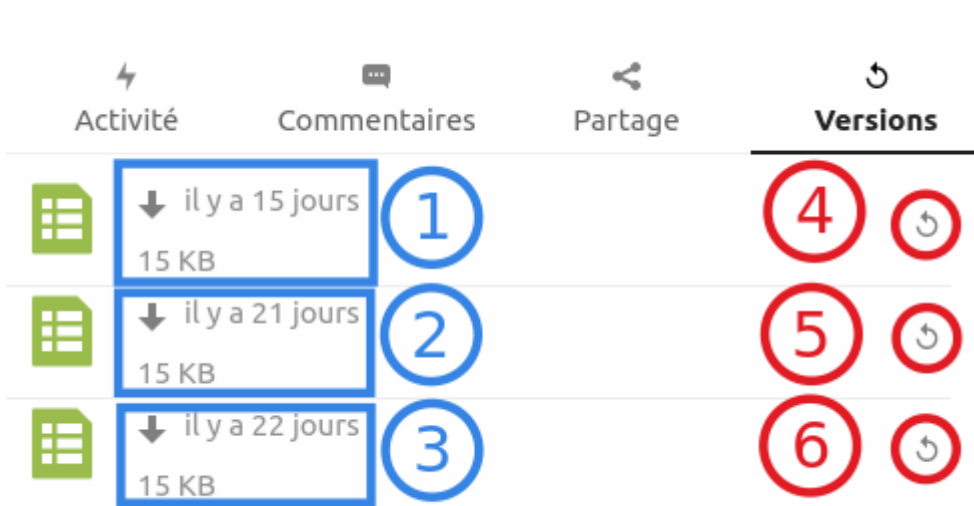 Activité Commentaires Partage Versions
il y a 15 jours 1 4
15 KB
il y a 21 jours 2 5
15 KB
il y a 22 jours 3 6
15 KB